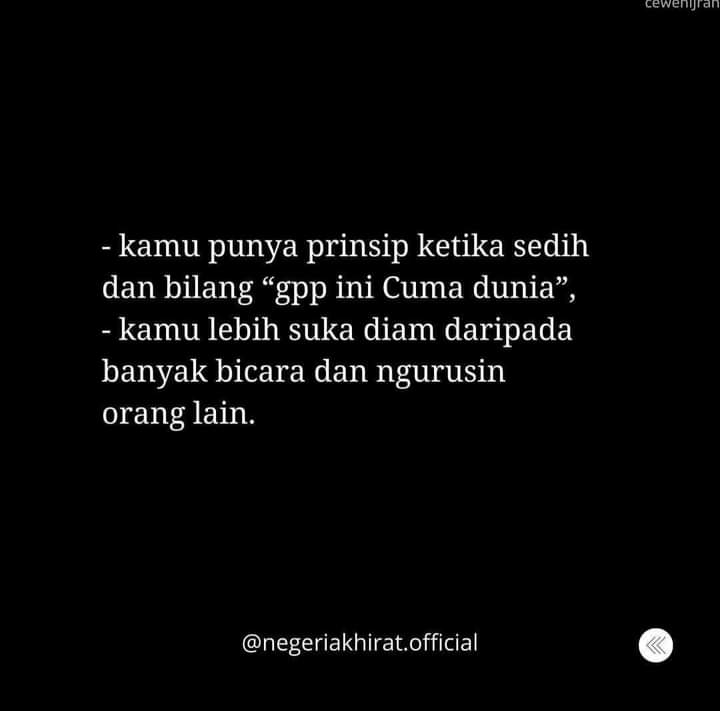 cewehijrah
- kamu punya prinsip ketika sedih
dan bilang “gpp ini Cuma dunia”,
- kamu lebih suka diam daripada
banyak bicara dan ngurusin
orang lain.
@negeriakhirat.official